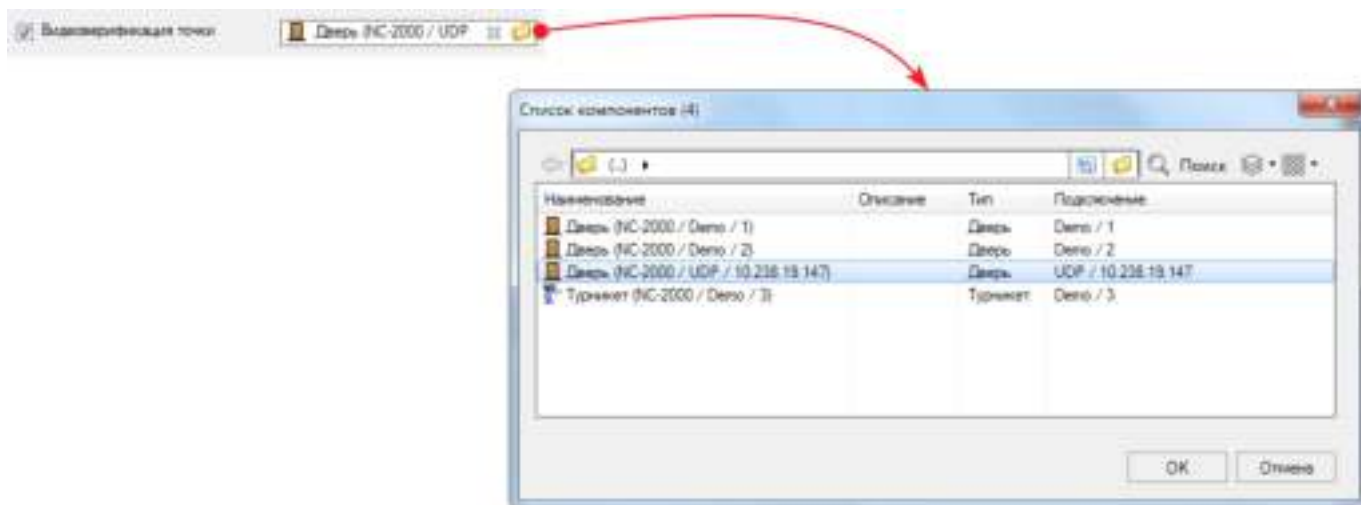 Видеоверификация точки Дверь (NC-2000 / UDP
Список компонентов (4)
(..)
Поиск
Наименование Описание Тип Подключение
Дверь (NC-2000 / Demo / 1) Дверь Demo / 1
Дверь (NC-2000 / Demo / 2) Дверь Demo / 2
Дверь (NC-2000 / UDP / 10.238.19.147) Дверь UDP / 10.238.19.147
Турникет (NC-2000 / Demo / 3) Турникет Demo / 3
OK Отмена